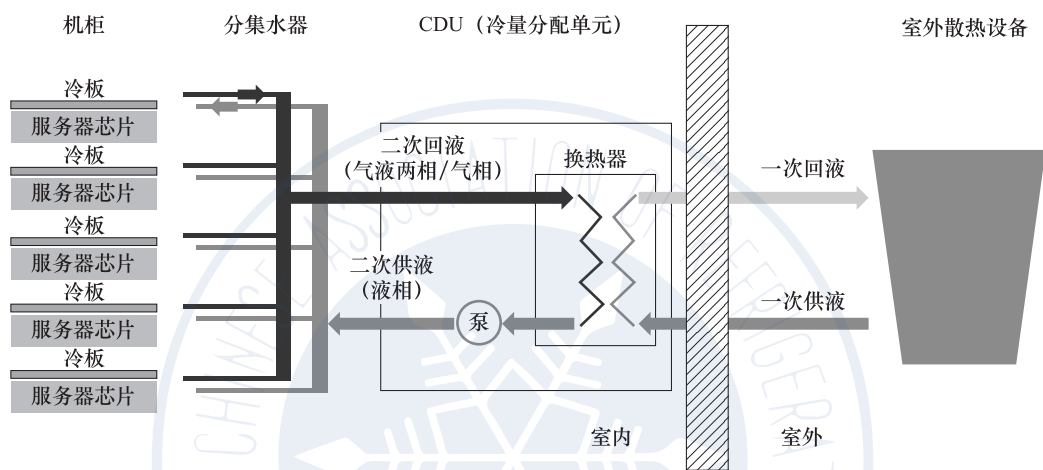 机柜
分集水器
CDU（冷量分配单元）
室外散热设备
冷板
服务器芯片
冷板
服务器芯片
冷板
服务器芯片
冷板
服务器芯片
冷板
服务器芯片
二次回液
（气液两相/气相）
换热器
一次回液
二次供液
（液相）
泵
一次供液
室内
室外
CHINESE ASSOCIATION OF REFRIGERAT